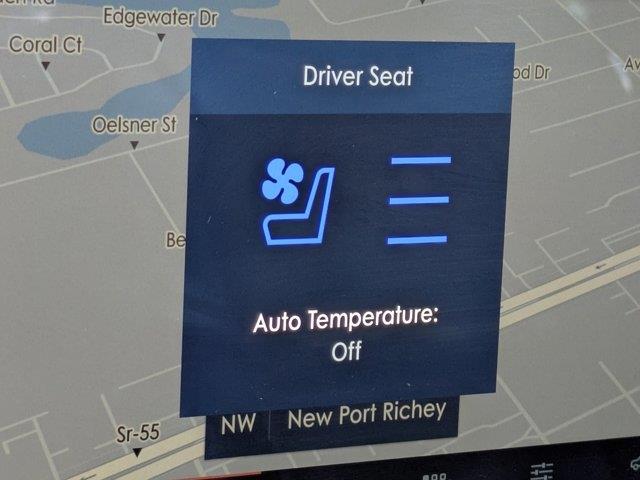 Edgewater Dr
Coral Ct
Driver Seat
Oelsner St
Auto Temperature:
Off
NW
New Port Richey
Sr-55